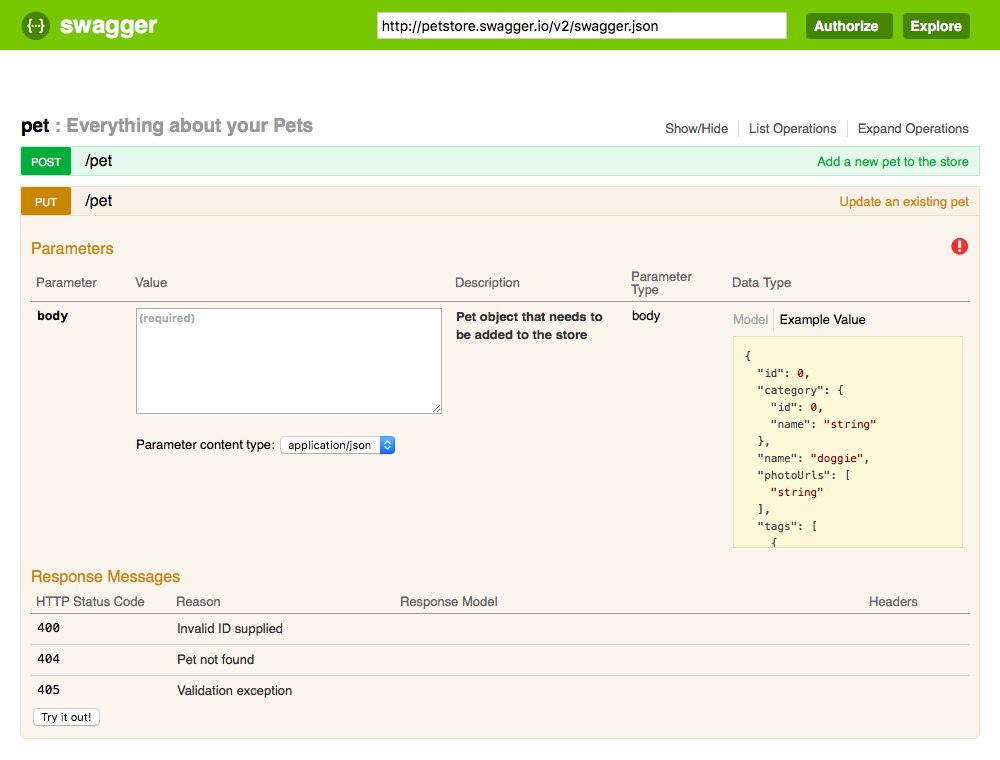 {···} swagger
http://petstore.swagger.io/v2/swagger.json
Authorize
Explore
pet : Everything about your Pets
Show/Hide
List Operations
Expand Operations
POST /pet Add a new pet to the store
PUT /pet Update an existing pet
Parameters
Parameter Value Description Parameter Type Data Type
body
(required)
Pet object that needs to
be added to the store
body
Model Example Value
{
"id": 0,
"category": {
"id": 0,
"name": "string"
},
"name": "doggie",
"photoUrls": [
"string"
],
"tags": [
{
Parameter content type: application/json
Response Messages
HTTP Status Code Reason Response Model Headers
400 Invalid ID supplied
404 Pet not found
405 Validation exception
Try it out!